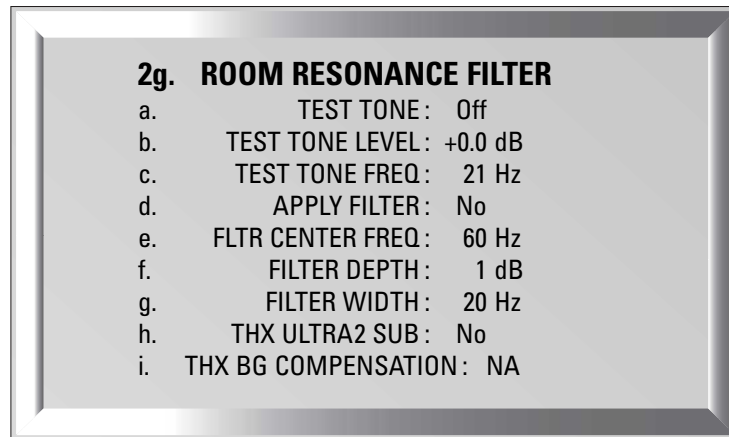 2g. ROOM RESONANCE FILTER
a. TEST TONE: Off
b. TEST TONE LEVEL: +0.0 dB
c. TEST TONE FREQ: 21 Hz
d. APPLY FILTER: No
e. FLTR CENTER FREQ: 60 Hz
f. FILTER DEPTH: 1 dB
g. FILTER WIDTH: 20 Hz
h. THX ULTRA2 SUB: No
i. THX BG COMPENSATION: NA